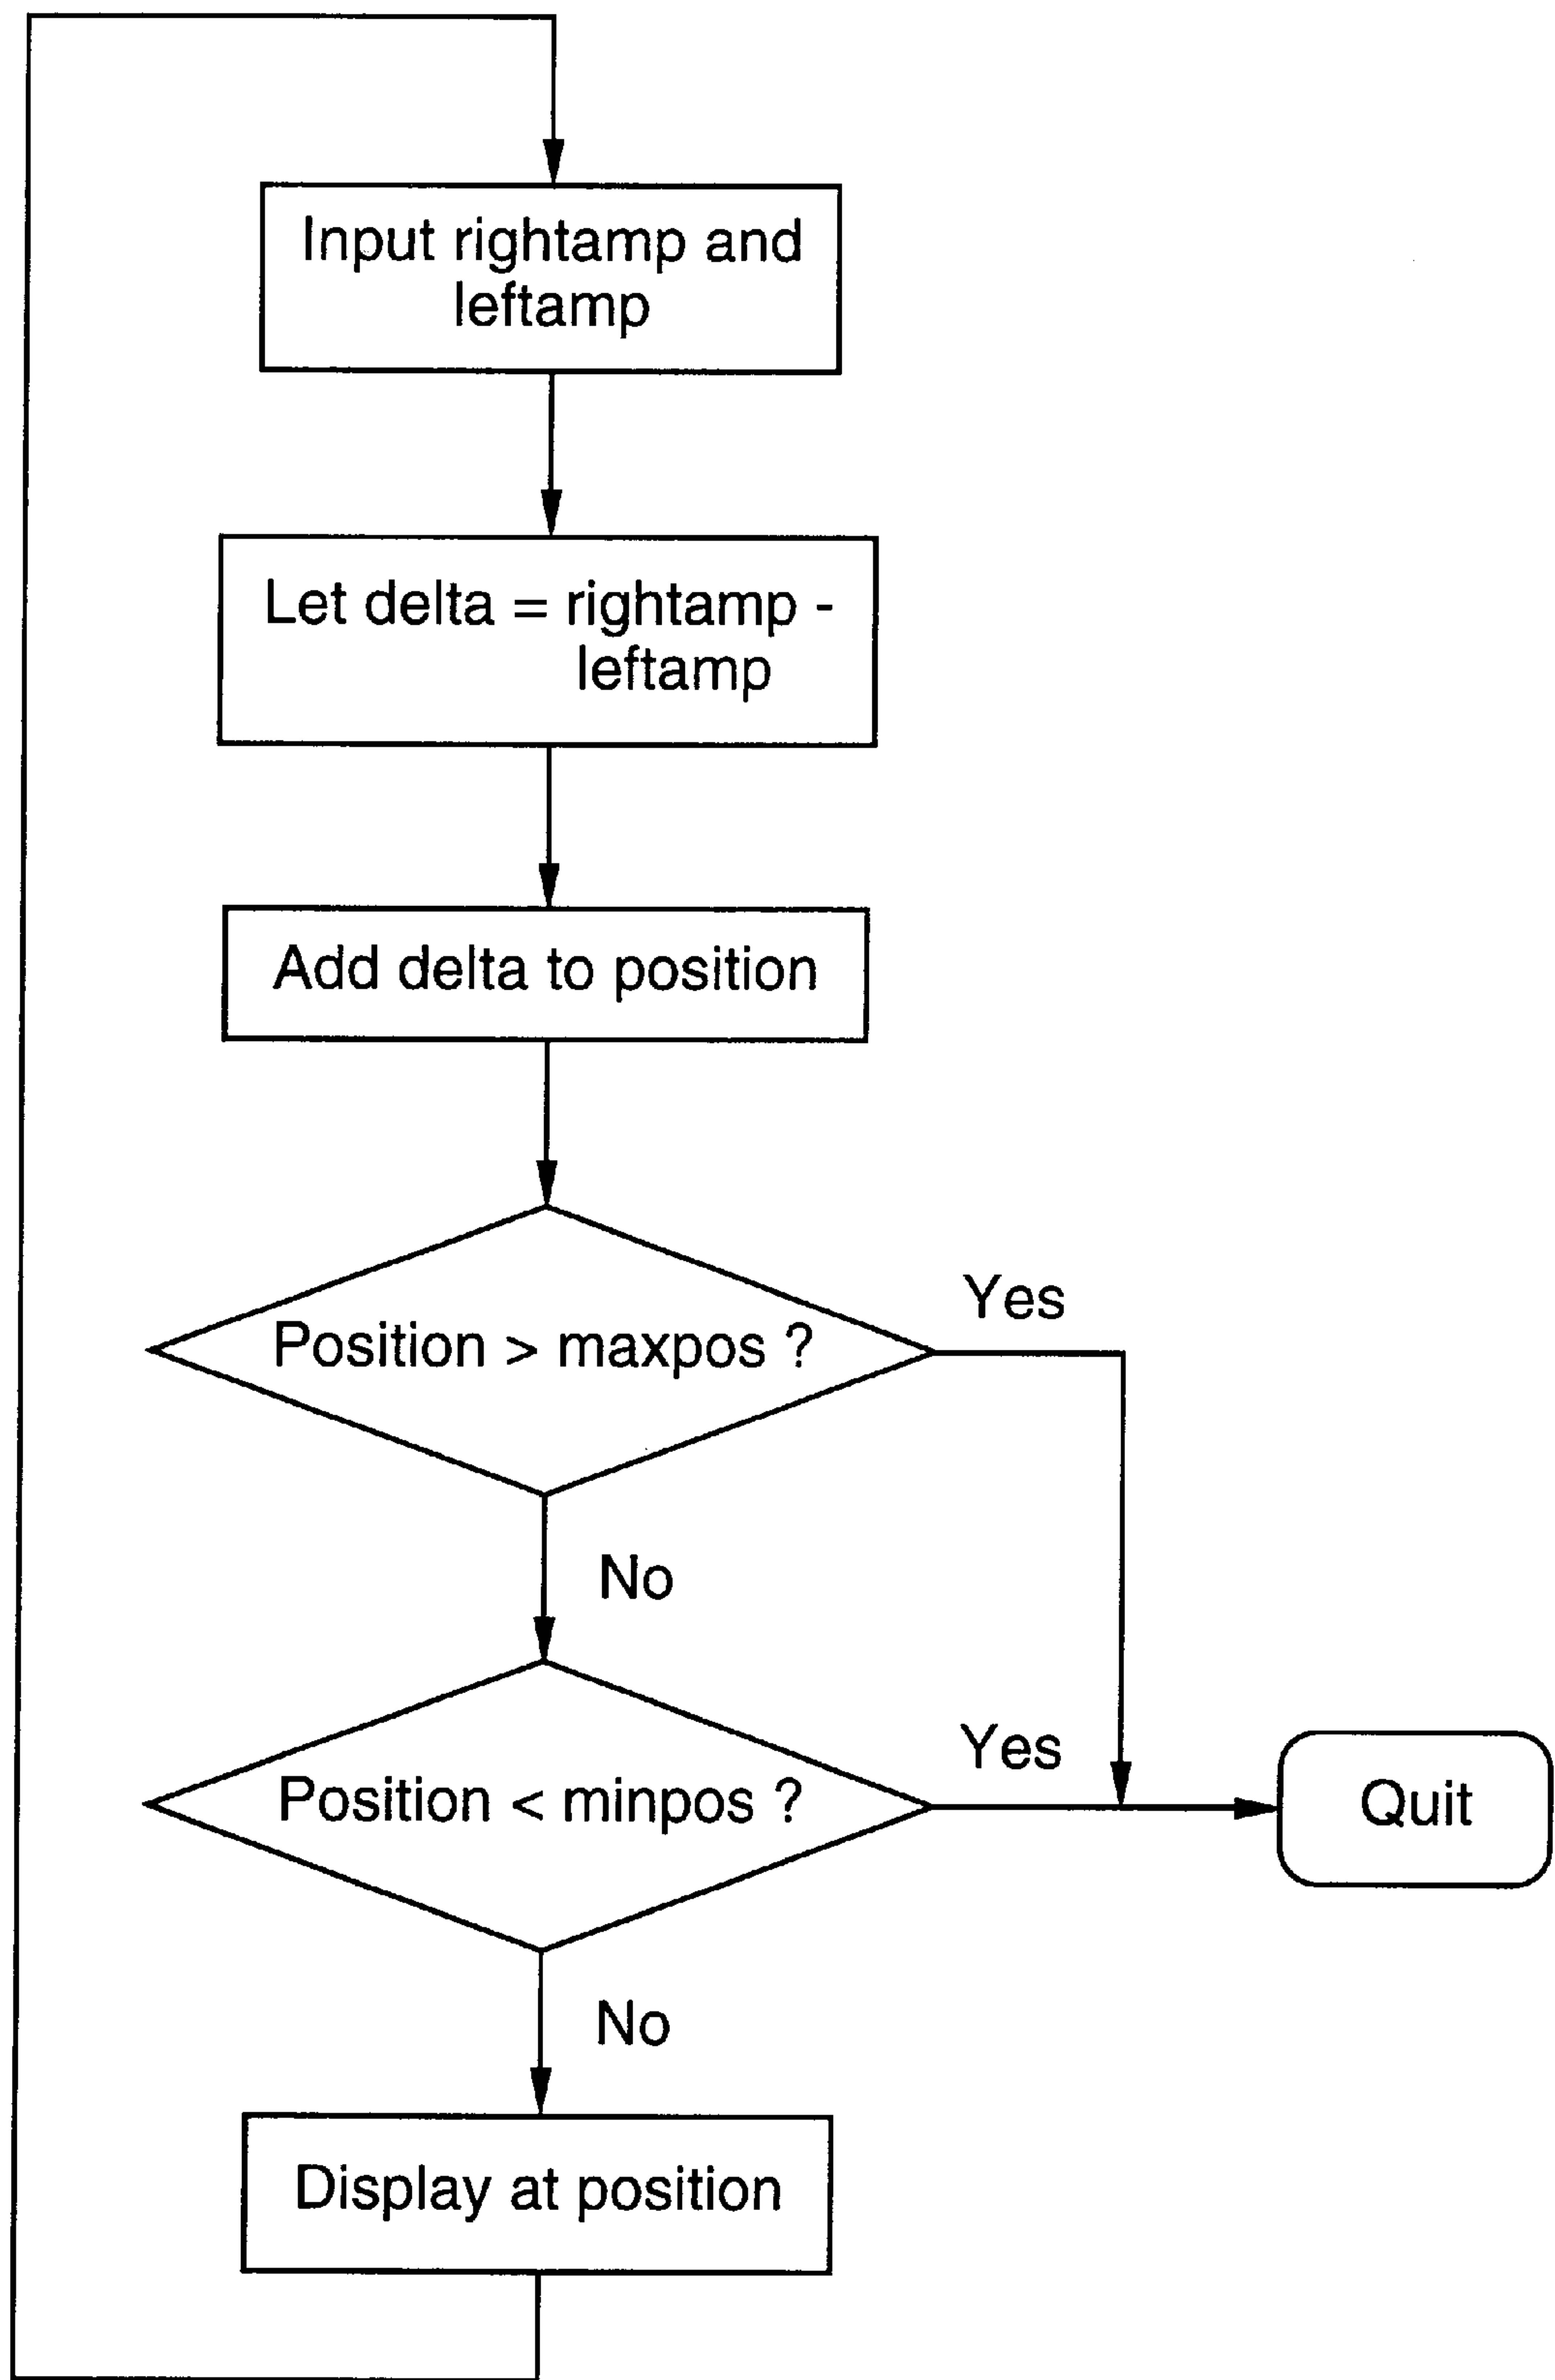 Input rightamp and
leftamp
Let delta = rightamp -
leftamp
Add delta to position
Position > maxpos ?
Yes
No
Position < minpos ?
Yes
Quit
No
Display at position